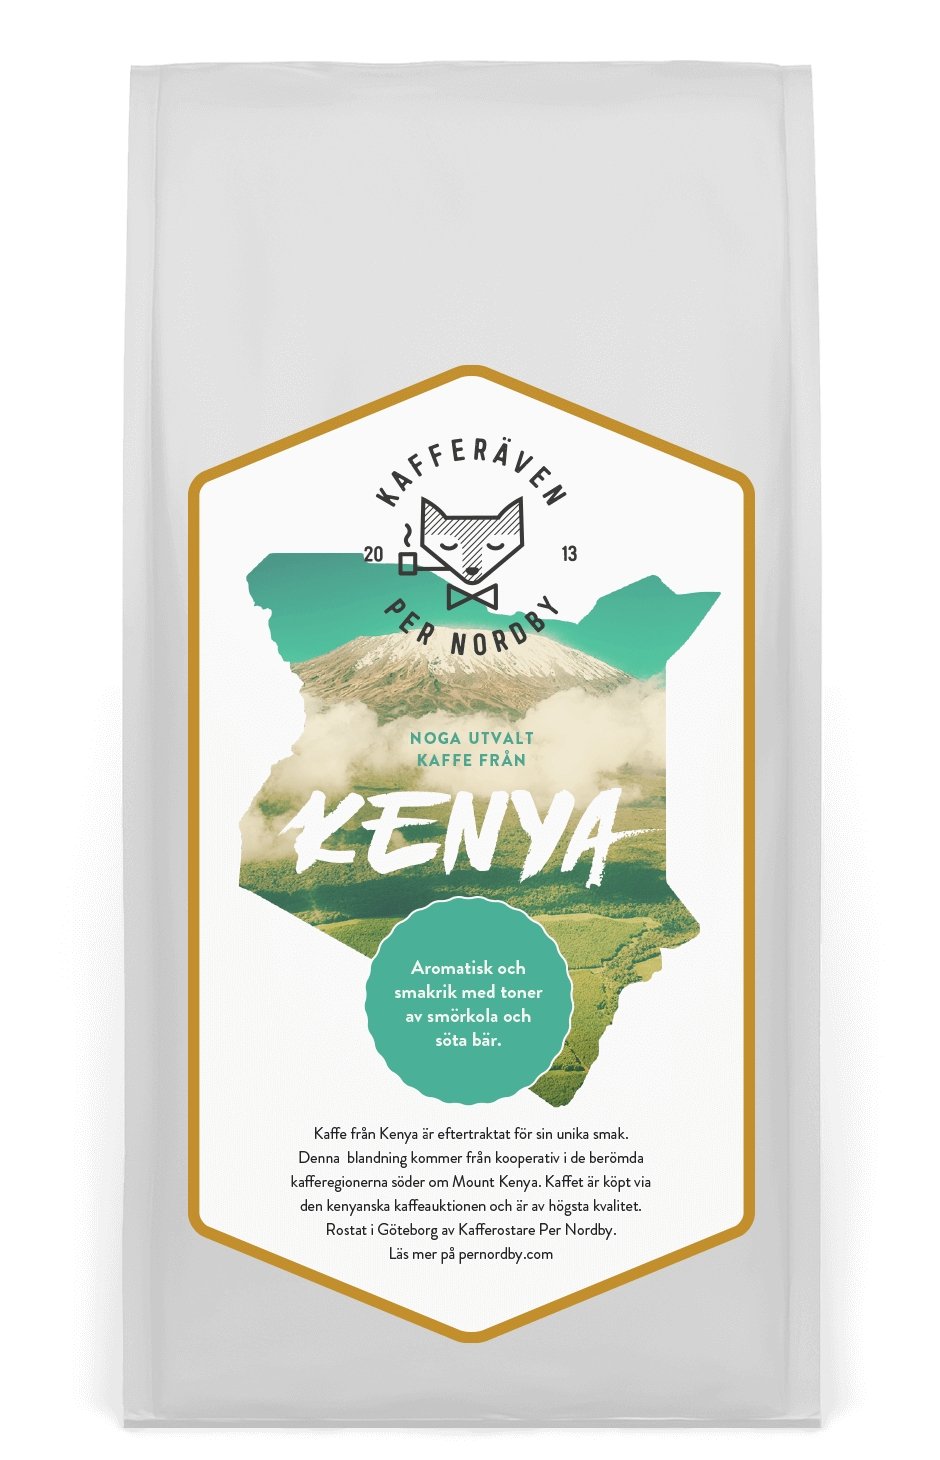 KAFFERÄVEN
20 13
PER NORDBY
NOGA UTVALT
KAFFE FRÅN
KENYA
Aromatisk och
smakrik med toner
av smörkola och
söta bär.
Kaffe från Kenya är eftertraktat för sin unika smak.
Denna blandning kommer från kooperativ i de berömda
kafferegionerna söder om Mount Kenya. Kaffet är köpt via
den kenyanska kaffeauktionen och är av högsta kvalitet.
Rostat i Göteborg av Kafferostare Per Nordby.
Läs mer på pernordby.com